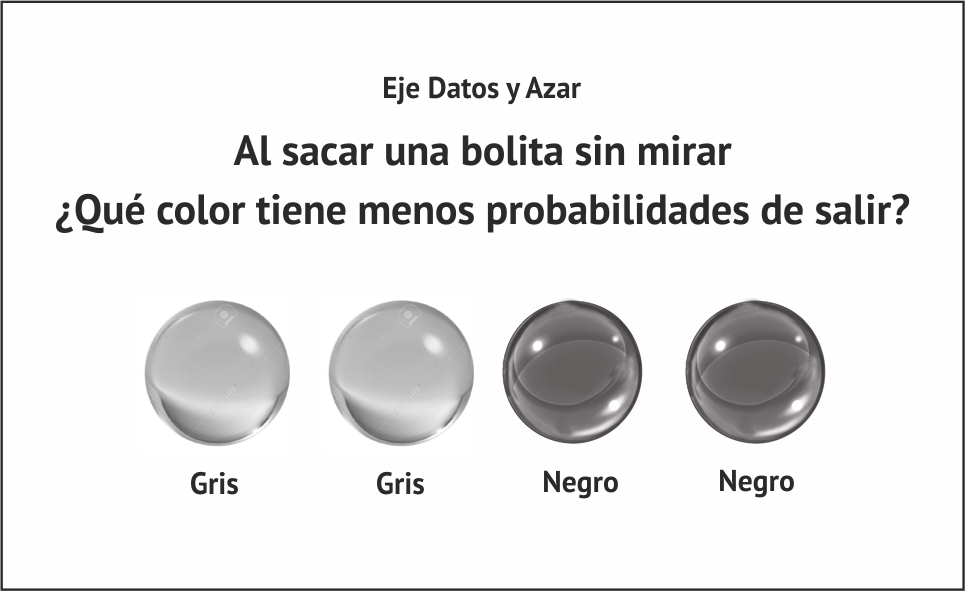 Eje Datos y Azar
Al sacar una bolita sin mirar
¿Qué color tiene menos probabilidades de salir?
Gris Gris Negro Negro